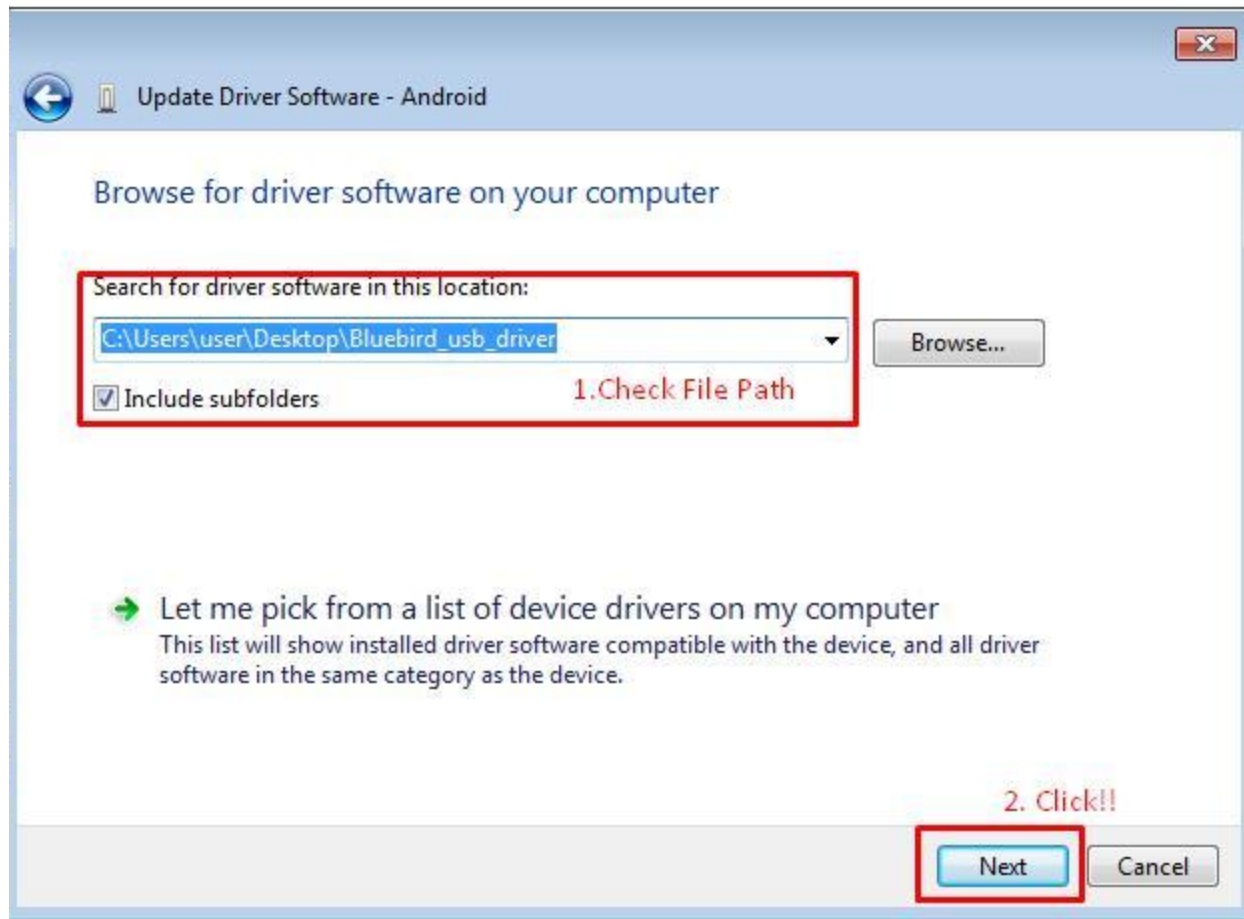 Update Driver Software - Android
Browse for driver software on your computer
Search for driver software in this location:
C:\Users\user\Desktop\Bluebird_usb_driver
Browse...
Include subfolders
1.Check File Path
Let me pick from a list of device drivers on my computer
This list will show installed driver software compatible with the device, and all driver
software in the same category as the device.
2. Click!!
Next
Cancel